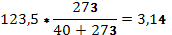 123,5 * 273 / (40 + 273) = 3,14